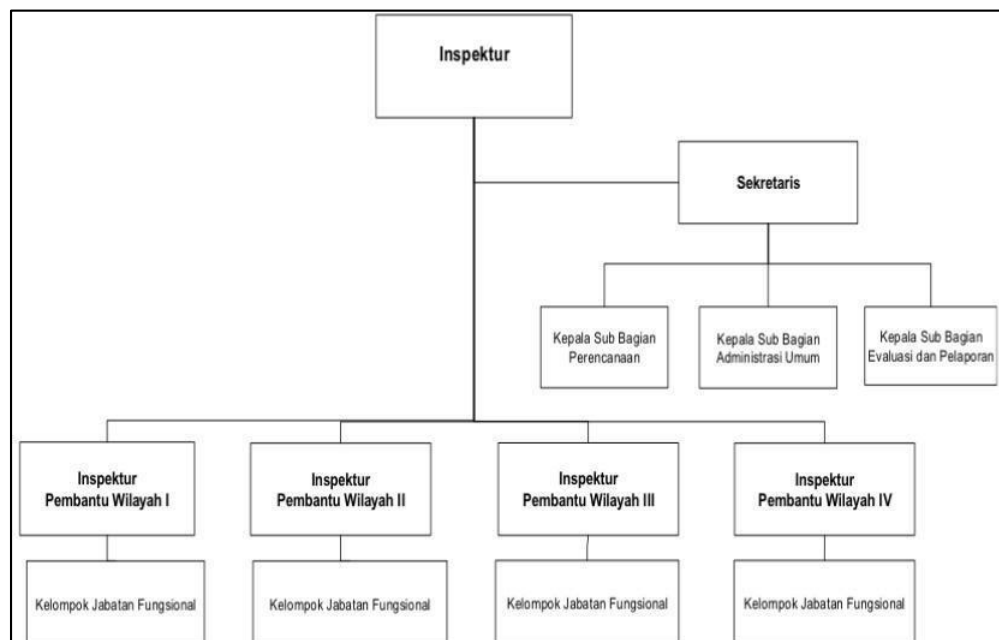 Inspektur
Sekretaris
Kepala Sub Bagian
Perencanaan
Kepala Sub Bagian
Administrasi Umum
Kepala Sub Bagian
Evaluasi dan Pelaporan
Inspektur
Pembantu Wilayah I
Inspektur
Pembantu Wilayah II
Inspektur
Pembantu Wilayah III
Inspektur
Pembantu Wilayah IV
Kelompok Jabatan Fungsional
Kelompok Jabatan Fungsional
Kelompok Jabatan Fungsional
Kelompok Jabatan Fungsional